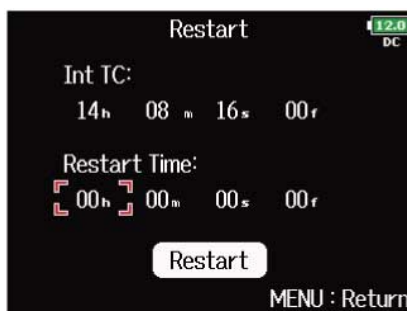 Restart
12.0
DC
Int TC:
14h 08m 16s 00f
Restart Time:
00h 00m 00s 00f
Restart
MENU : Return